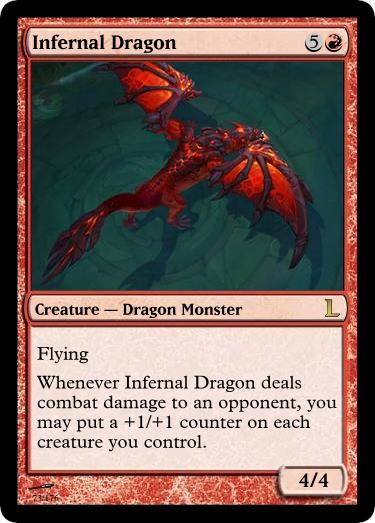 Infernal Dragon 5
Creature — Dragon Monster L
Flying
Whenever Infernal Dragon deals
combat damage to an opponent, you
may put a +1/+1 counter on each
creature you control.
4/4